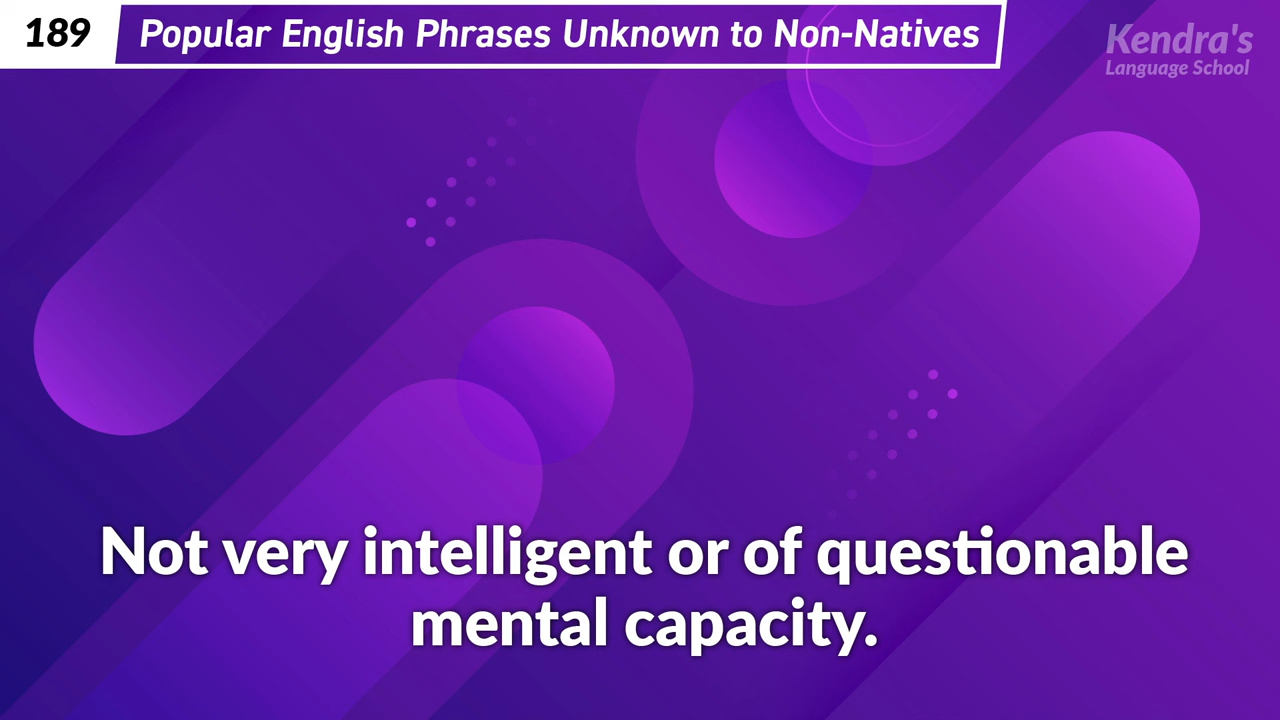 189 Popular English Phrases Unknown to Non-Natives
Kendra's
Language School
Not very intelligent or of questionable
mental capacity.